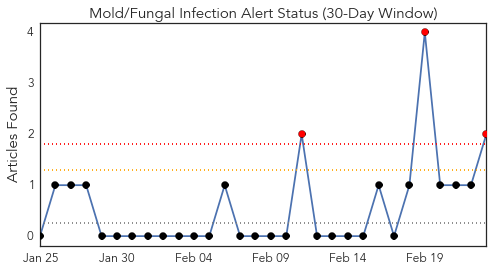 Mold/Fungal Infection Alert Status (30-Day Window)
Articles Found
4
3
2
1
0
Jan 25 Jan 30 Feb 04 Feb 09 Feb 14 Feb 19